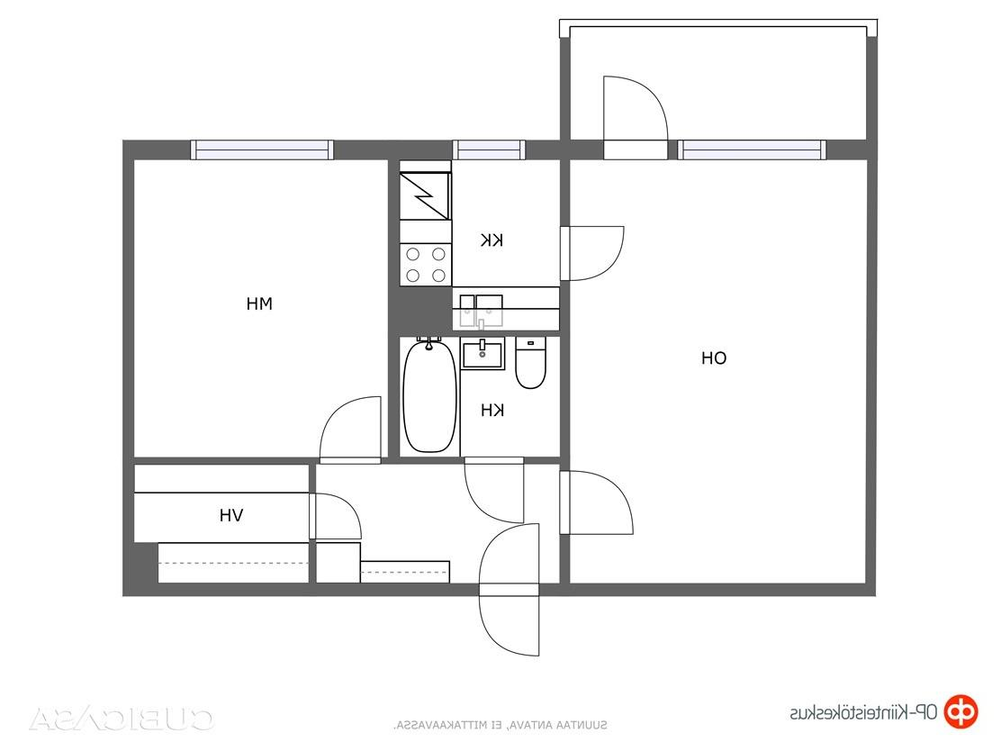 KK
MH
OH
KH
VH
CUBICASA
SUUNTAA ANTAVA, EI MITTAKAAVASSA.
OP-Kiinteistökeskus